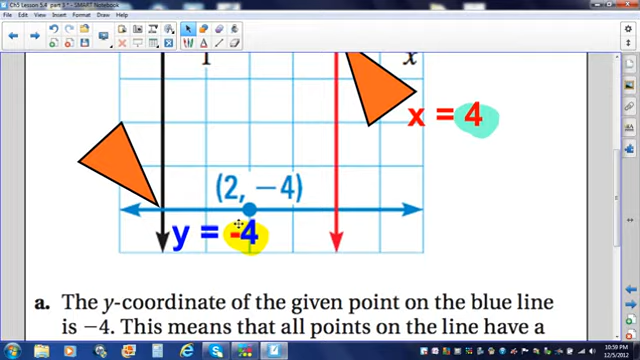 Ch5 Lesson 5.4 part 3 * - SMART Notebook
File Edit View Insert Format Draw Help
1 x
x = 4
(2, −4)
y = -4
a. The y-coordinate of the given point on the blue line
is −4. This means that all points on the line have a
10:59 PM
12/5/2012